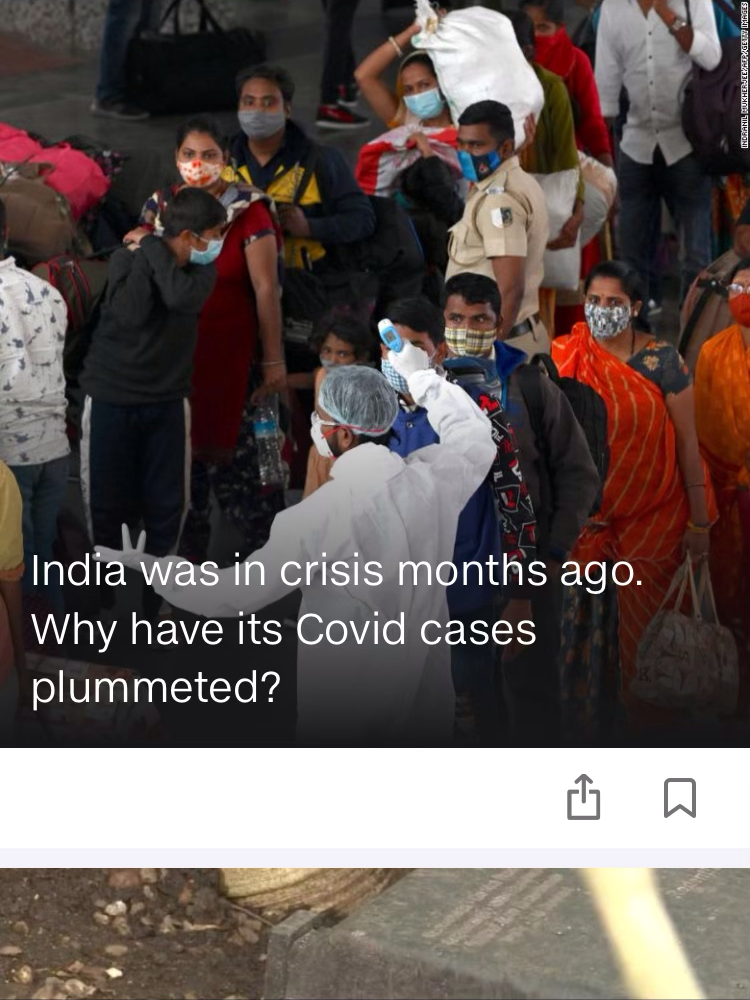 INDRANIL MUKHERJEE/AFP/GETTY IMAGES
India was in crisis months ago.
Why have its Covid cases
plummeted?